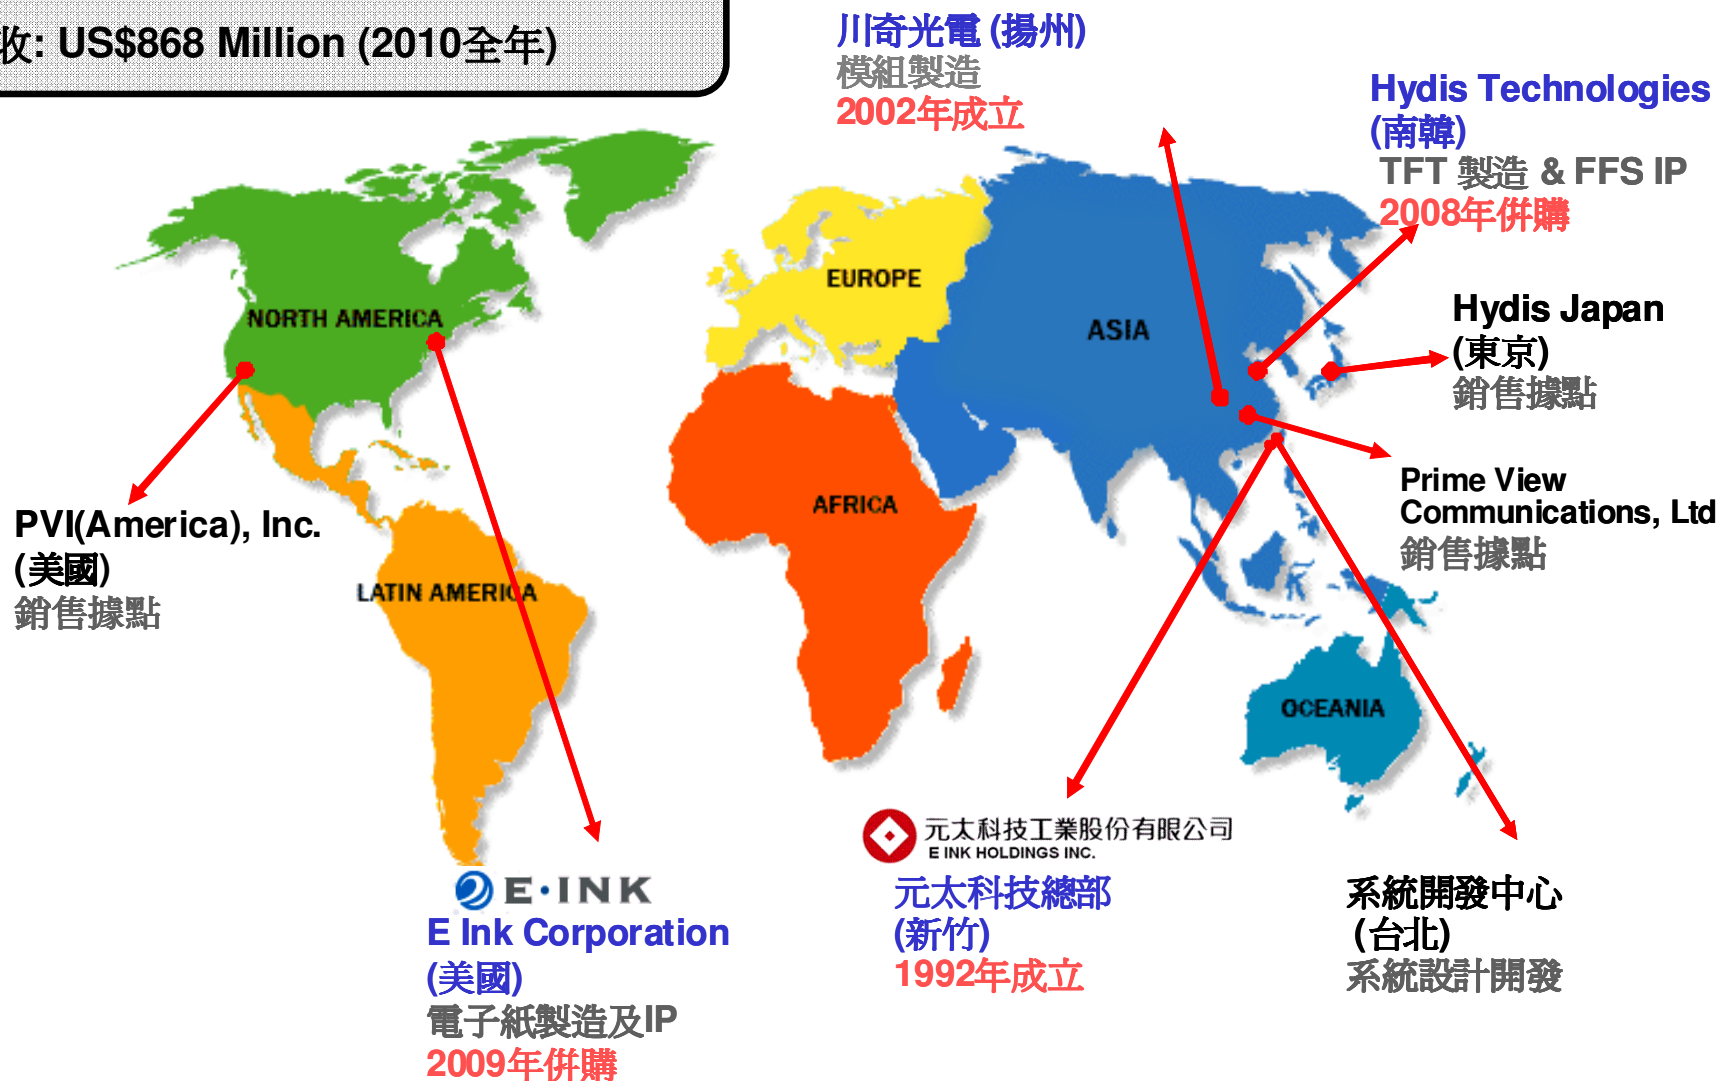 收: US$868 Million (2010全年)
川奇光電 (揚州)
模組製造
2002年成立
Hydis Technologies
(南韓)
TFT 製造 & FFS IP
2008年併購
NORTH AMERICA
EUROPE
ASIA
Hydis Japan
(東京)
銷售據點
Prime View
Communications, Ltd
銷售據點
PVI(America), Inc.
(美國)
銷售據點
AFRICA
LATIN AMERICA
OCEANIA
E·INK
E Ink Corporation
(美國)
電子紙製造及IP
2009年併購
元太科技工業股份有限公司
E INK HOLDINGS INC.
元太科技總部
(新竹)
1992年成立
系統開發中心
(台北)
系統設計開發